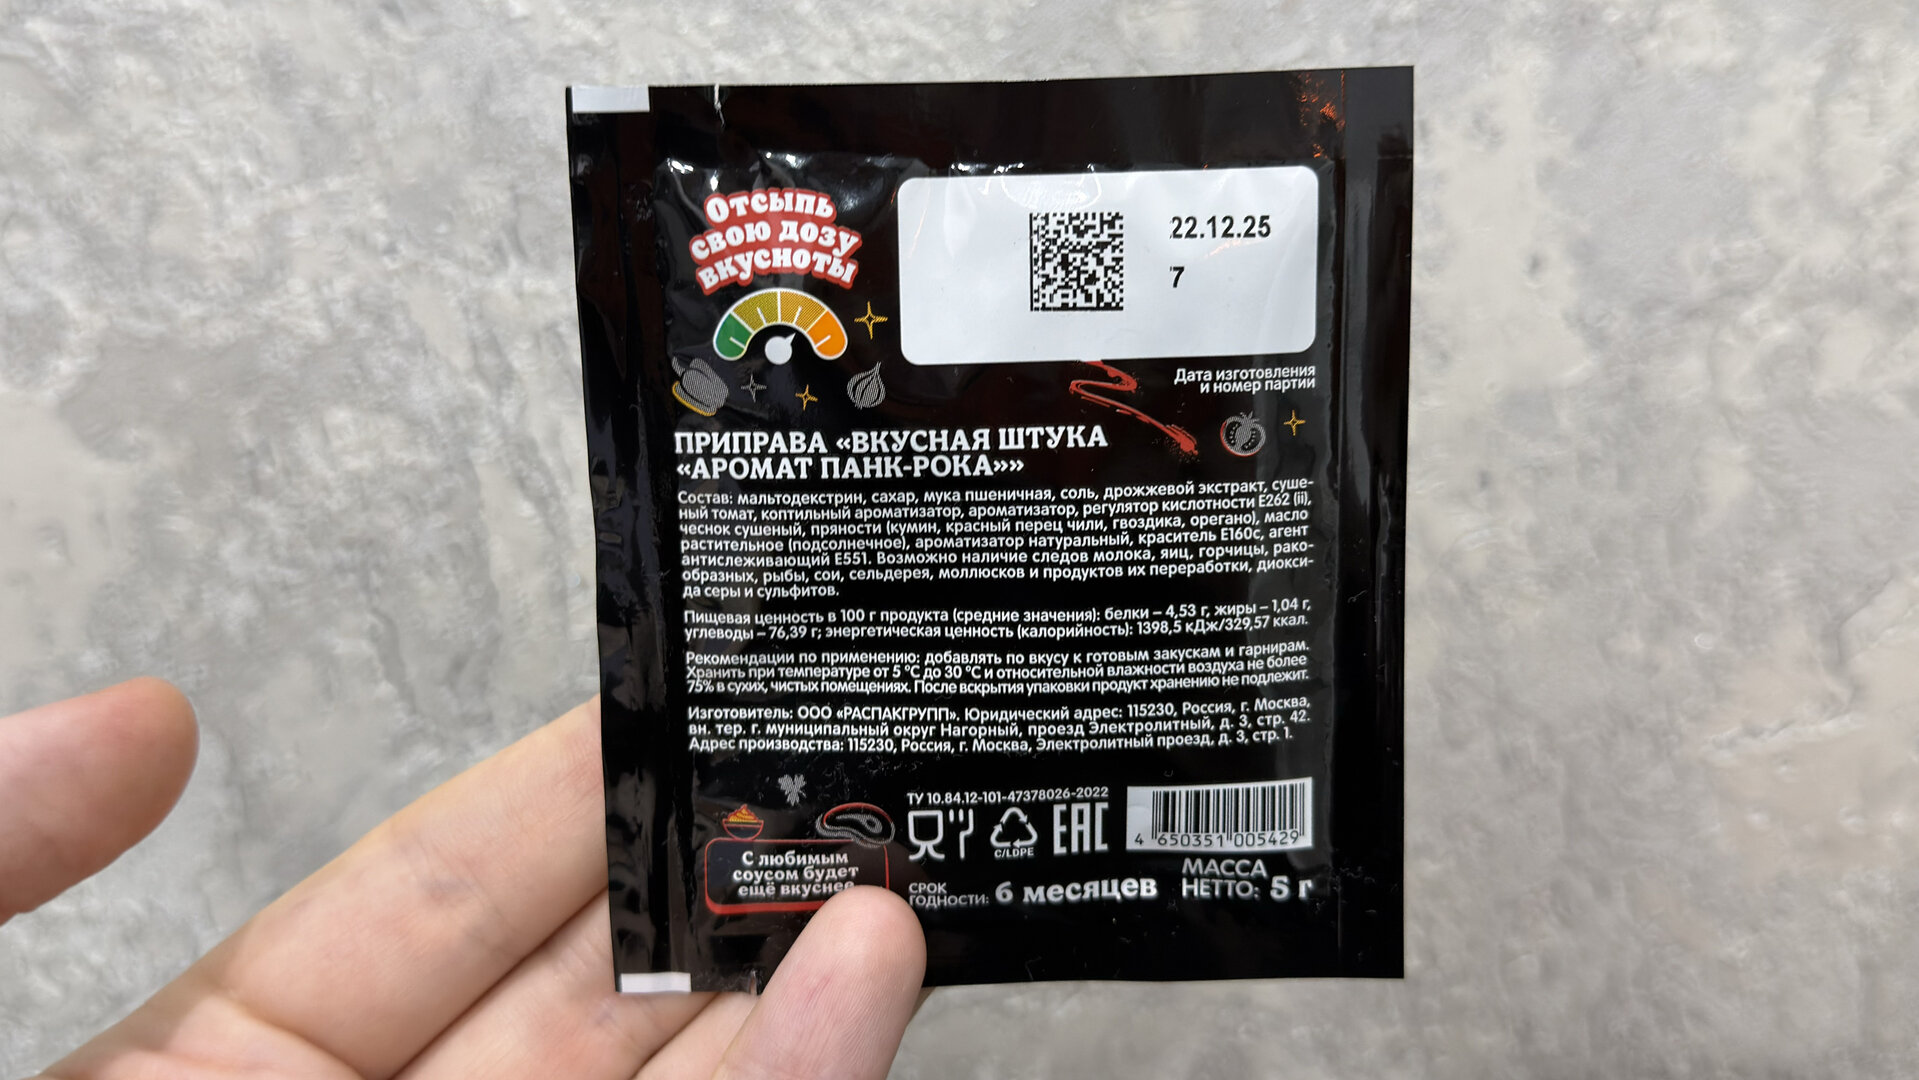 Отсыпь
свою дозу
вкусноты
22.12.25
7
Дата изготовления
и номер партии
ПРИПРАВА «ВКУСНАЯ ШТУКА
«АРОМАТ ПАНК-РОКА»»
Состав: мальтодекстрин, сахар, мука пшеничная, соль, дрожжевой экстракт, суше-
ный томат, коптильный ароматизатор, ароматизатор, регулятор кислотности Е262 (ii),
чеснок сушеный, пряности (кумин, красный перец чили, гвоздика, орегано), масло
растительное (подсолнечное), ароматизатор натуральный, краситель Е160с, агент
антислеживающий Е551. Возможно наличие следов молока, яиц, горчицы, рако-
образных, рыбы, сои, сельдерея, моллюсков и продуктов их переработки, диокси-
да серы и сульфитов.
Пищевая ценность в 100 г продукта (средние значения): белки – 4,53 г, жиры – 1,04 г,
углеводы – 76,39 г; энергетическая ценность (калорийность): 1398,5 кДж/329,57 ккал.
Рекомендации по применению: добавлять по вкусу к готовым закускам и гарнирам.
Хранить при температуре от 5 °С до 30 °С и относительной влажности воздуха не более
75% в сухих, чистых помещениях. После вскрытия упаковки продукт хранению не подлежит.
Изготовитель: ООО «РАСПАКГРУПП». Юридический адрес: 115230, Россия, г. Москва,
вн. тер. г. муниципальный округ Нагорный, проезд Электролитный, д. 3, стр. 42.
Адрес производства: 115230, Россия, г. Москва, Электролитный проезд, д. 3, стр. 1.
С любимым
соусом будет
ещё вкуснее
ТУ 10.84.12-101-47378026-2022
C/LDPE
EAC
4 650351 005429
СРОК
ГОДНОСТИ: 6 месяцев
МАССА
НЕТТО: 5 г